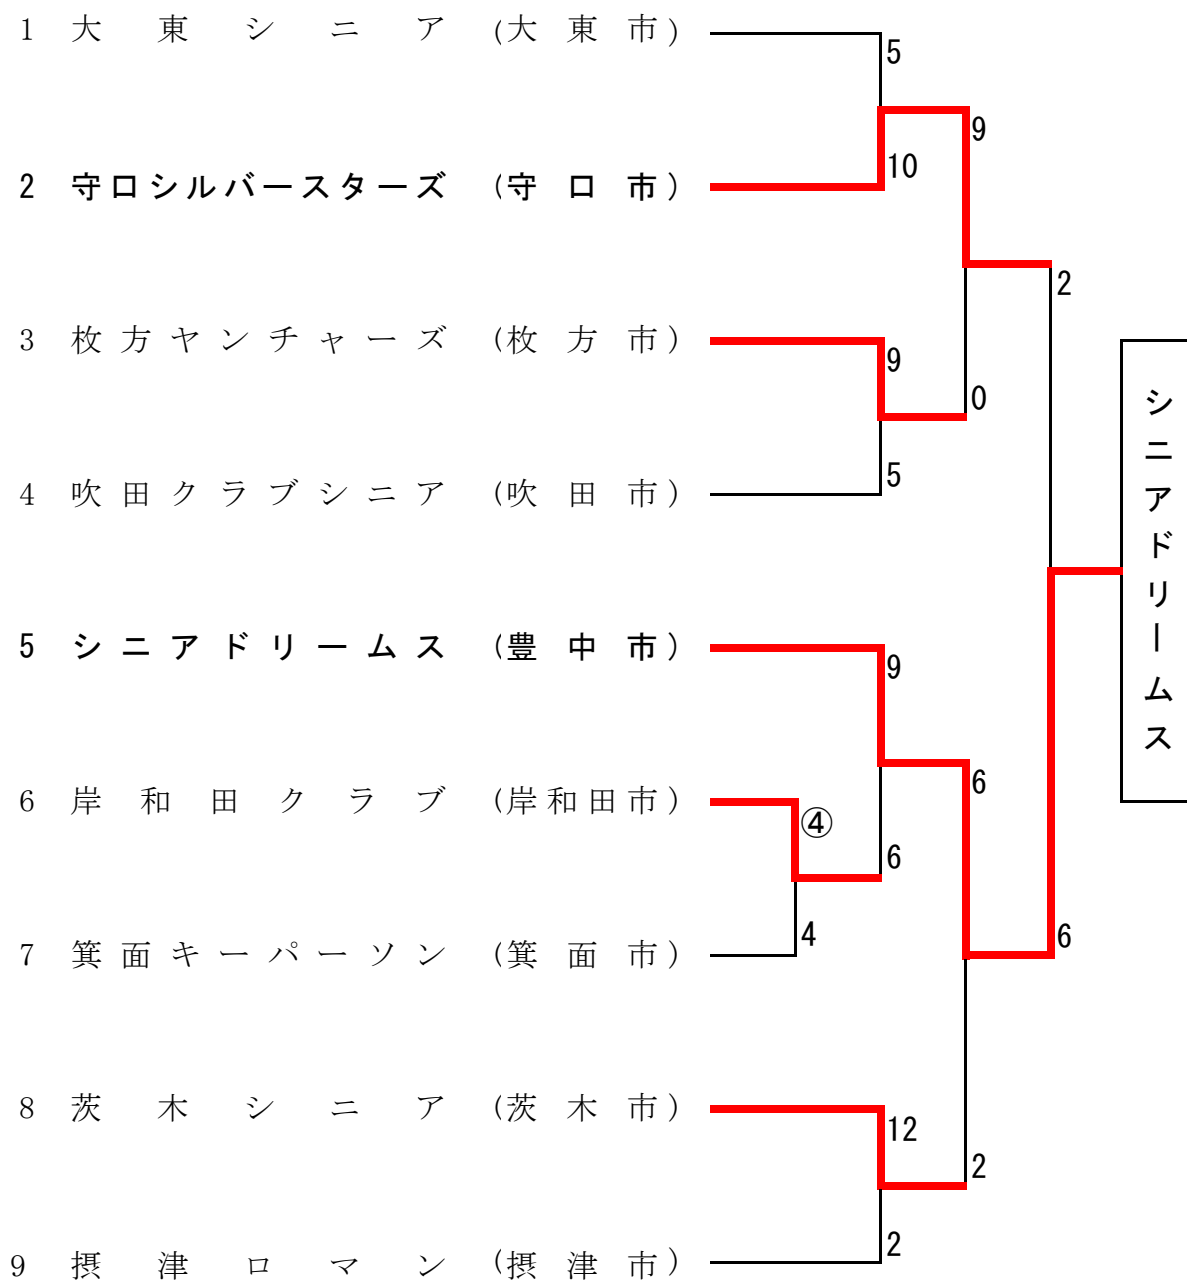 1 大東シニア (大東市)
5
9
10
2 守口シルバースターズ (守口市)
2
3 枚方ヤンチャーズ (枚方市)
9
0
5
4 吹田クラブシニア (吹田市)
シニアドリームス
5 シニアドリームス (豊中市)
9
6
6 岸和田クラブ (岸和田市)
④
6
4
6
7 箕面キーパーソン (箕面市)
8 茨木シニア (茨木市)
12
2
2
9 摂津ロマン (摂津市)